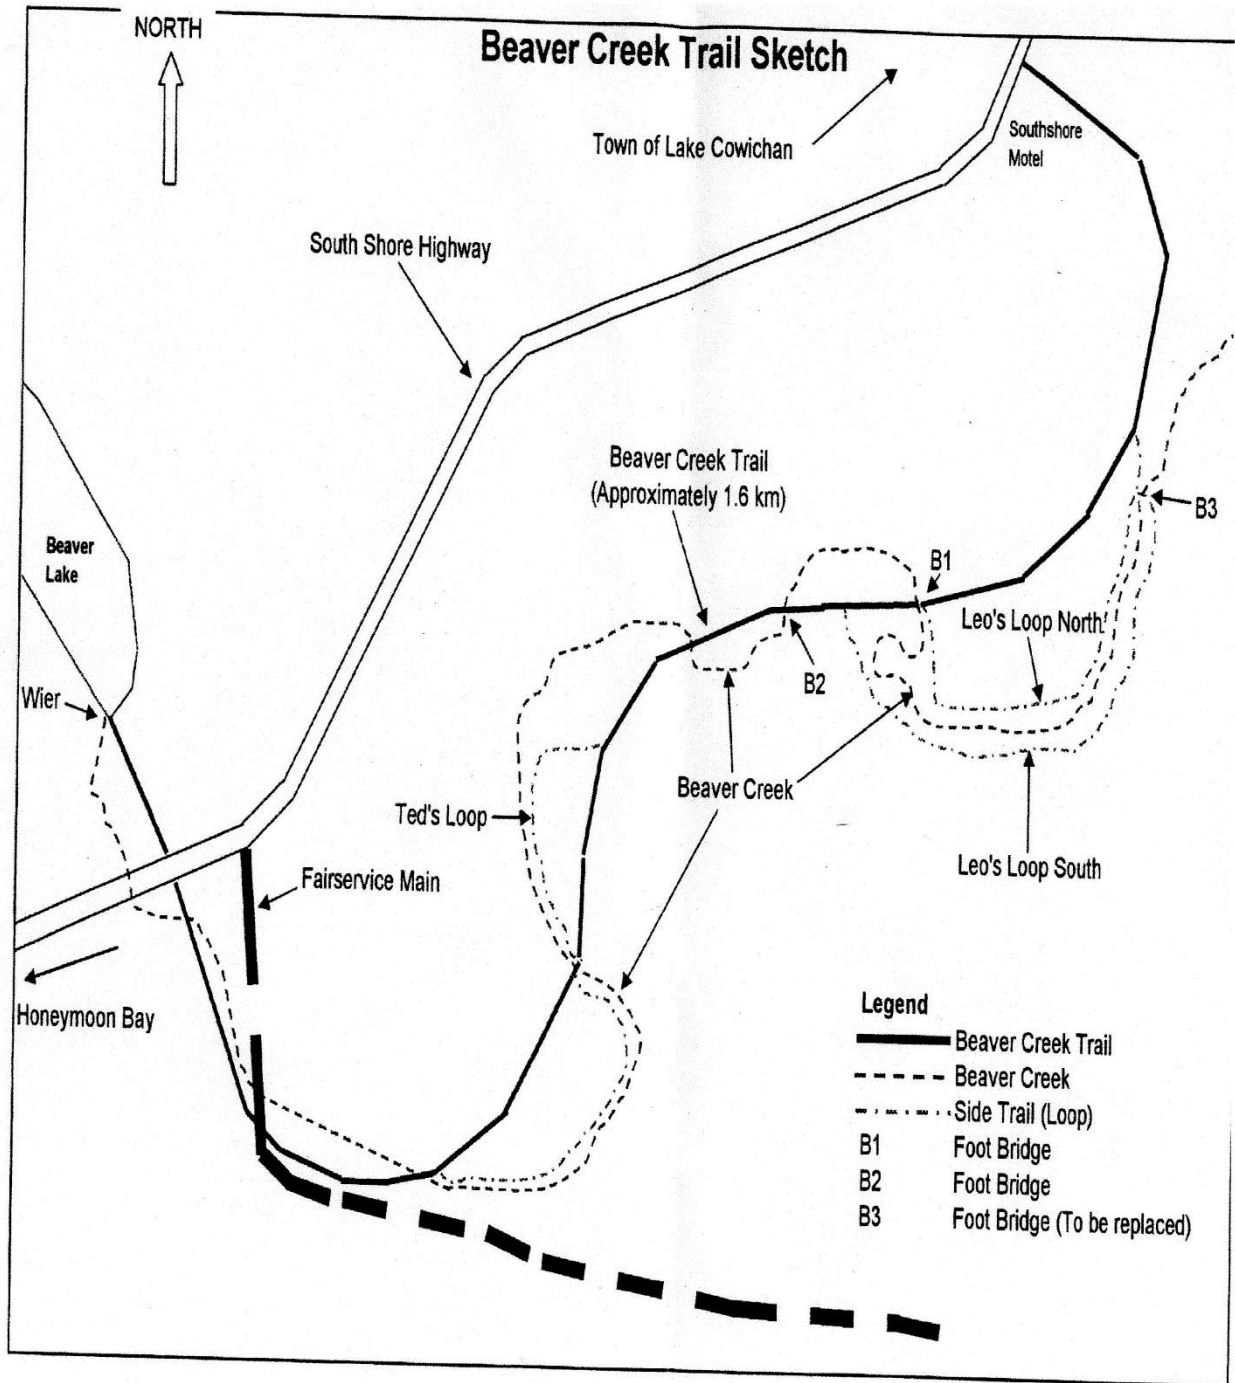 NORTH
Beaver Creek Trail Sketch
Town of Lake Cowichan
Southshore
Motel
South Shore Highway
Beaver Creek Trail
(Approximately 1.6 km)
B3
Beaver
Lake
B1
Leo's Loop North
Wier
B2
Beaver Creek
Ted's Loop
Leo's Loop South
Fairservice Main
Honeymoon Bay
Legend
Beaver Creek Trail
Beaver Creek
Side Trail (Loop)
B1 Foot Bridge
B2 Foot Bridge
B3 Foot Bridge (To be replaced)